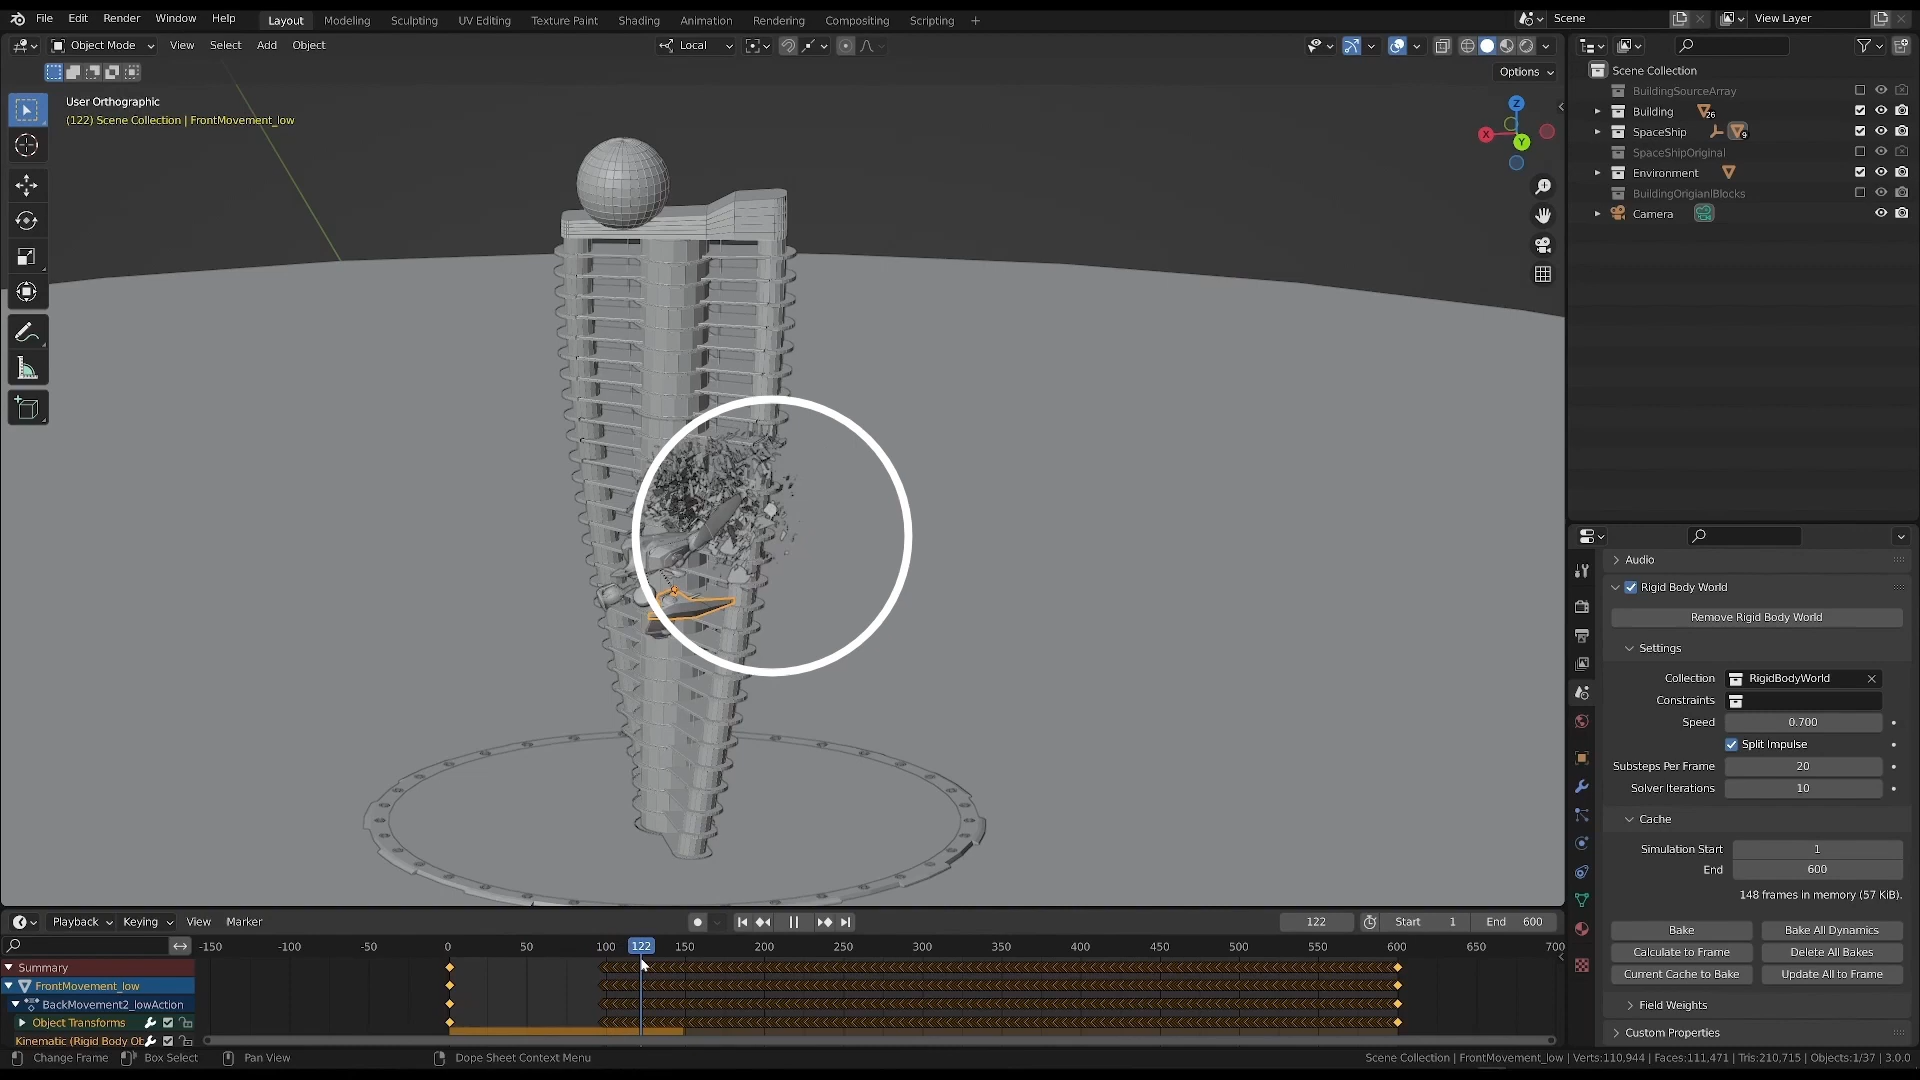 File Edit Render Window Help Layout Modeling Sculpting UV Editing Texture Paint Shading Animation Rendering Compositing Scripting + Scene View Layer
Object Mode View Select Add Object Local
Options
User Orthographic
(122) Scene Collection | FrontMovement_low
Z
X
Y
Scene Collection
BuildingSourceArray
Building 26
SpaceShip 9
SpaceShipOriginal
Environment
BuildingOrigianlBlocks
Camera
Audio
Rigid Body World
Remove Rigid Body World
Settings
Collection RigidBodyWorld
Constraints
Speed 0.700
Split Impulse
Substeps Per Frame 20
Solver Iterations 10
Cache
Simulation Start 1
End 600
148 frames in memory (57 KiB).
Bake Bake All Dynamics
Calculate to Frame Delete All Bakes
Current Cache to Bake Update All to Frame
Field Weights
Custom Properties
Playback Keying View Marker 122 Start 1 End 600
-150 -100 -50 0 50 100 122 150 200 250 300 350 400 450 500 550 600 650 700
Summary
FrontMovement_low
BackMovement2_lowAction
Object Transforms
Kinematic (Rigid Body Ob
Change Frame Box Select Pan View Dope Sheet Context Menu Scene Collection | FrontMovement_low | Verts:110,944 | Faces:111,471 | Tris:210,715 | Objects:1/37 | 3.0.0